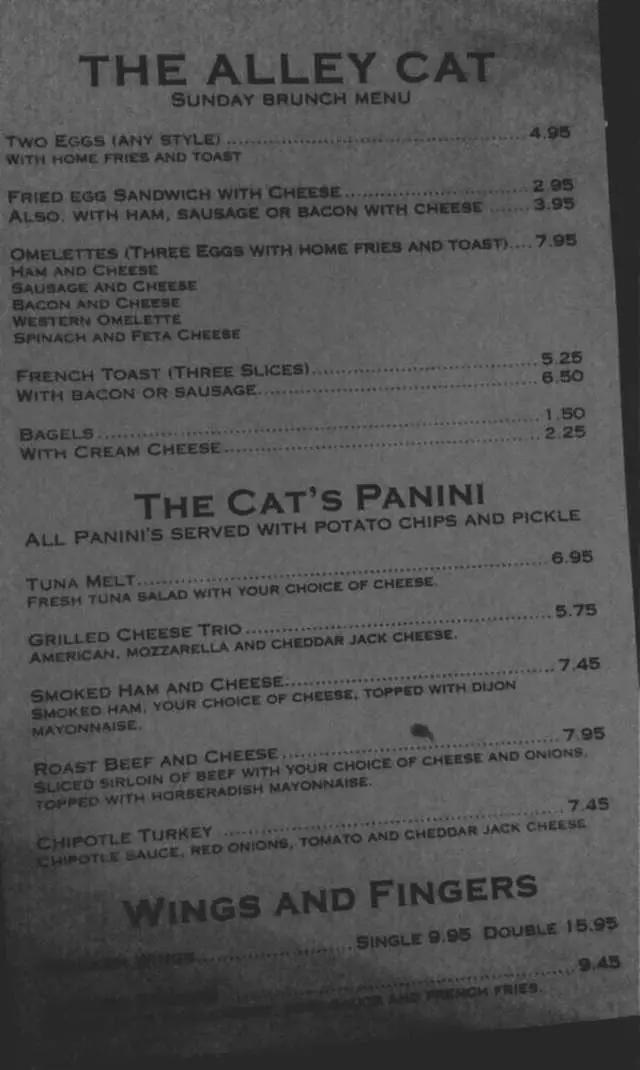 THE ALLEY CAT
SUNDAY BRUNCH MENU
TWO EGGS (ANY STYLE) ................................ 4.95
WITH HOME FRIES AND TOAST
FRIED EGG SANDWICH WITH CHEESE........................ 2.95
ALSO, WITH HAM, SAUSAGE OR BACON WITH CHEESE ....... 3.95
OMELETTES (THREE EGGS WITH HOME FRIES AND TOAST).... 7.95
HAM AND CHEESE
SAUSAGE AND CHEESE
BACON AND CHEESE
WESTERN OMELETTE
SPINACH AND FETA CHEESE
FRENCH TOAST (THREE SLICES)................................ 5.25
WITH BACON OR SAUSAGE................................ 6.50
BAGELS................................ 1.50
WITH CREAM CHEESE................................ 2.25
THE CAT'S PANINI
ALL PANINI'S SERVED WITH POTATO CHIPS AND PICKLE
TUNA MELT................................ 6.95
FRESH TUNA SALAD WITH YOUR CHOICE OF CHEESE.
GRILLED CHEESE TRIO................................ 5.75
AMERICAN, MOZZARELLA AND CHEDDAR JACK CHEESE.
SMOKED HAM AND CHEESE................................ 7.45
SMOKED HAM, YOUR CHOICE OF CHEESE, TOPPED WITH DIJON
MAYONNAISE.
ROAST BEEF AND CHEESE................................ 7.95
SLICED SIRLOIN OF BEEF WITH YOUR CHOICE OF CHEESE AND ONIONS,
TOPPED WITH HORSERADISH MAYONNAISE.
CHIPOTLE TURKEY ................................ 7.45
CHIPOTLE SAUCE, RED ONIONS, TOMATO AND CHEDDAR JACK CHEESE
WINGS AND FINGERS
WINGS...................... SINGLE 9.95 DOUBLE 15.95
................................ 9.45
SAUCE AND FRENCH FRIES.